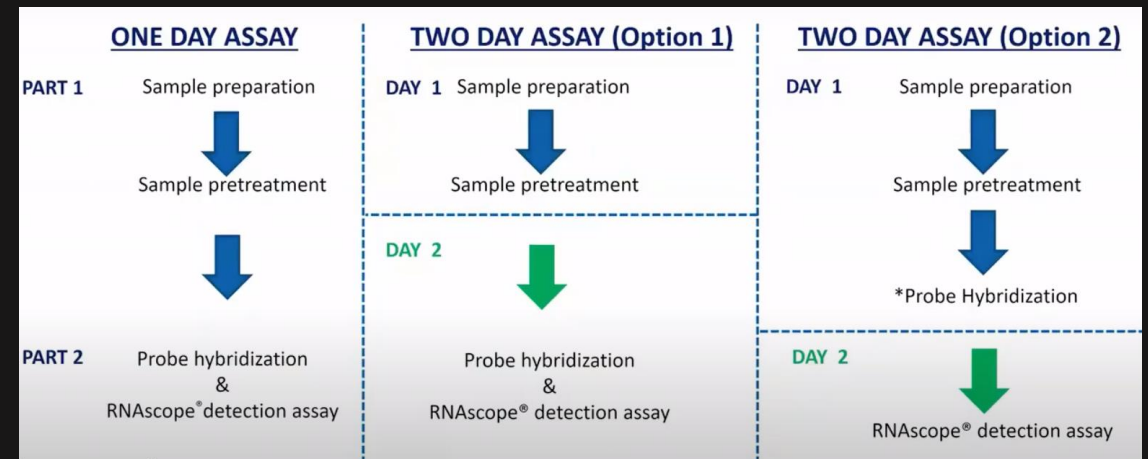 ONE DAY ASSAY
PART 1
Sample preparation
Sample pretreatment
PART 2
Probe hybridization
&
RNAscope® detection assay
TWO DAY ASSAY (Option 1)
DAY 1
Sample preparation
Sample pretreatment
DAY 2
Probe hybridization
&
RNAscope® detection assay
TWO DAY ASSAY (Option 2)
DAY 1
Sample preparation
Sample pretreatment
*Probe Hybridization
DAY 2
RNAscope® detection assay